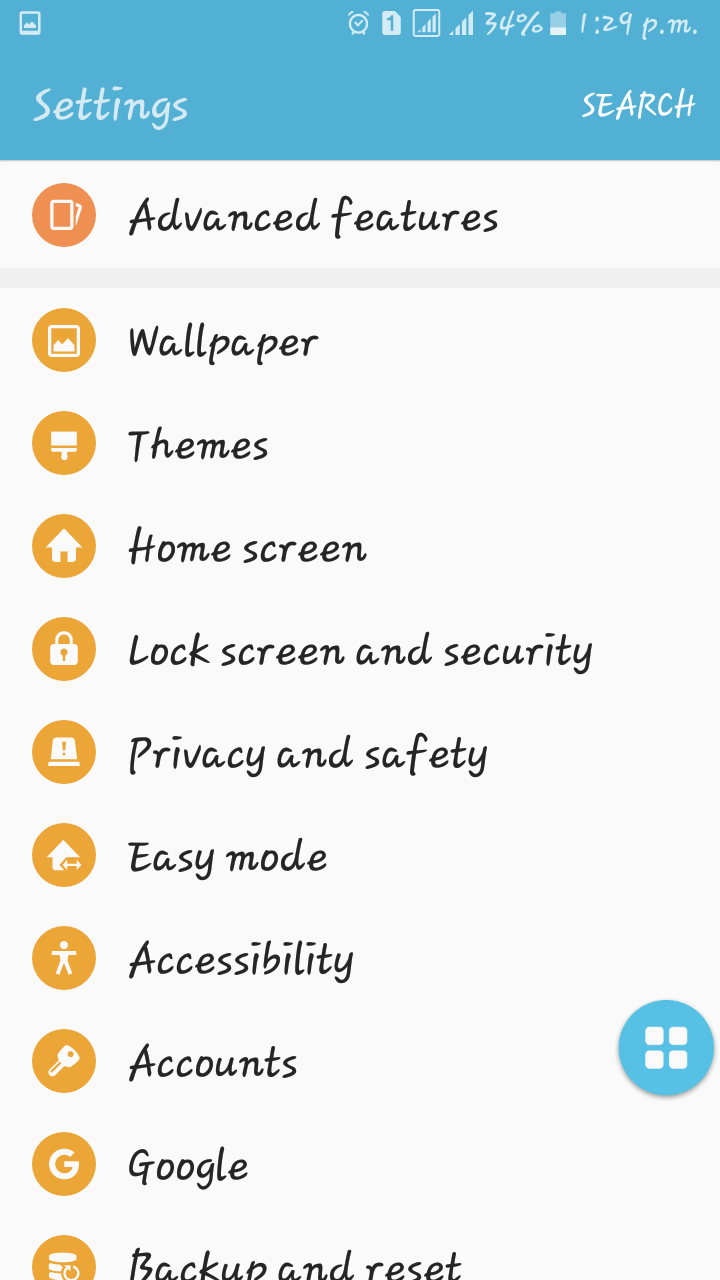 1 34% 1:29 p.m.
Settings SEARCH
Advanced features
Wallpaper
Themes
Home screen
Lock screen and security
Privacy and safety
Easy mode
Accessibility
Accounts
Google
Backup and reset